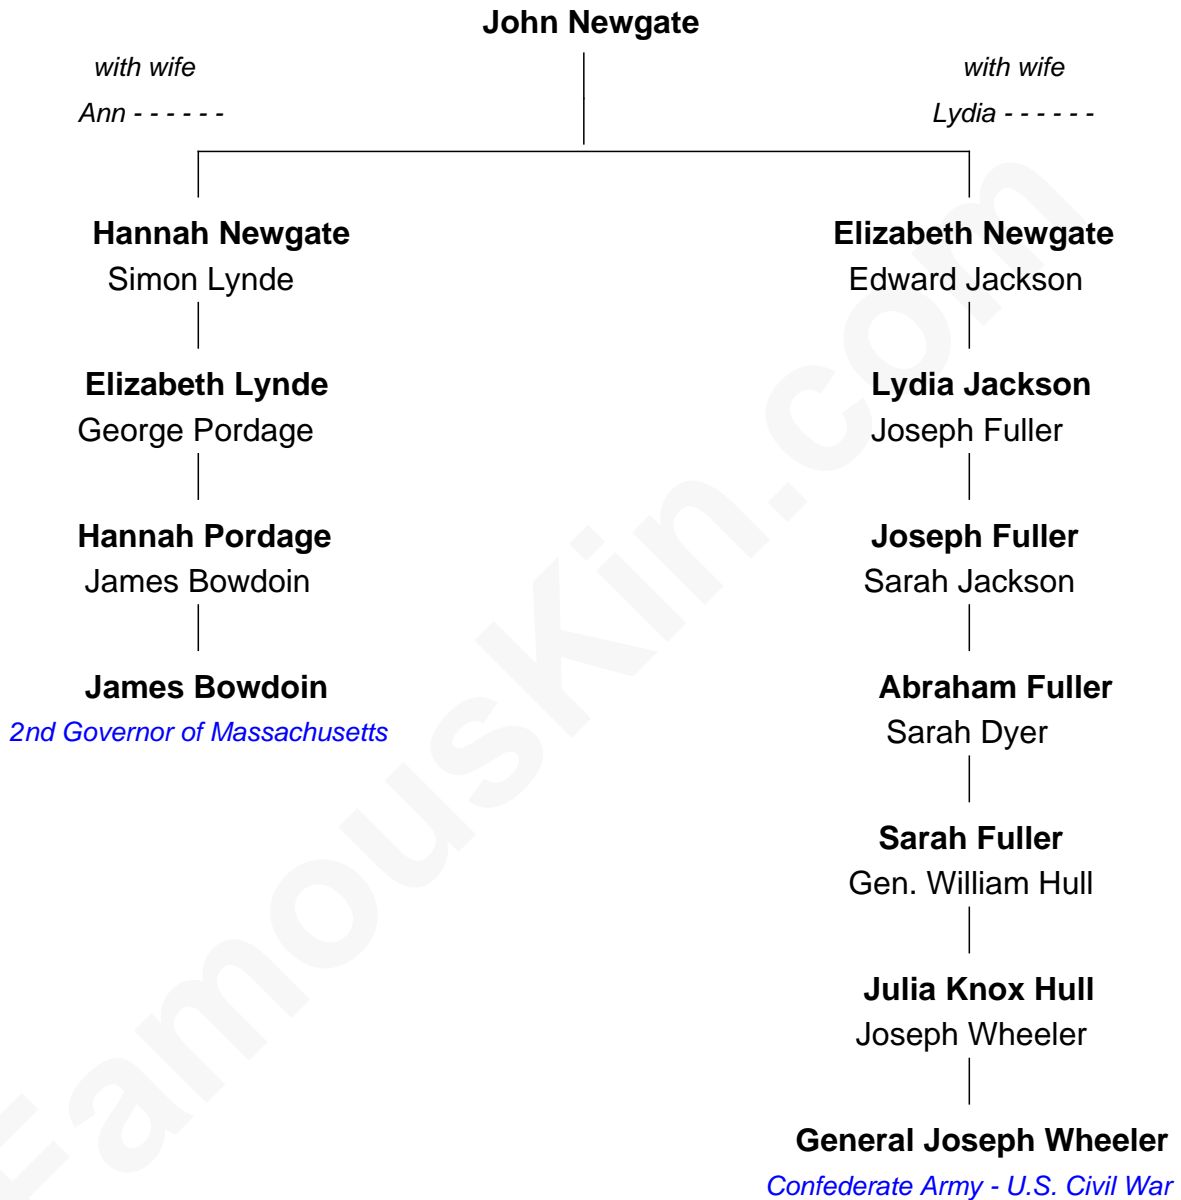 John Newgate
with wife
Ann - - - - - -
with wife
Lydia - - - - - -
Hannah Newgate
Simon Lynde
Elizabeth Newgate
Edward Jackson
Elizabeth Lynde
George Pordage
Lydia Jackson
Joseph Fuller
Hannah Pordage
James Bowdoin
Joseph Fuller
Sarah Jackson
James Bowdoin
2nd Governor of Massachusetts
Abraham Fuller
Sarah Dyer
Sarah Fuller
Gen. William Hull
Julia Knox Hull
Joseph Wheeler
General Joseph Wheeler
Confederate Army - U.S. Civil War
FamousKin.com